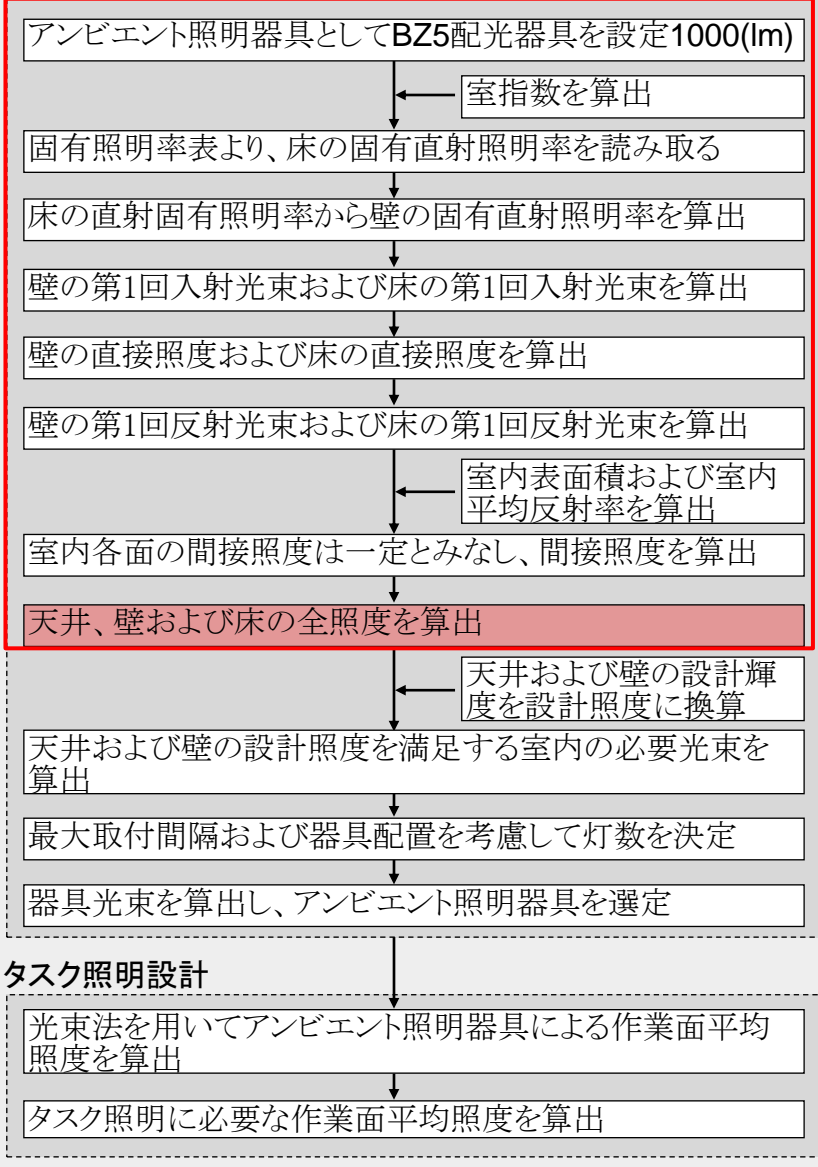 アンビエント照明器具としてBZ5配光器具を設定1000(lm)
室指数を算出
固有照明率表より、床の固有直射照明率を読み取る
床の直射固有照明率から壁の固有直射照明率を算出
壁の第1回入射光束および床の第1回入射光束を算出
壁の直接照度および床の直接照度を算出
壁の第1回反射光束および床の第1回反射光束を算出
室内表面積および室内
平均反射率を算出
室内各面の間接照度は一定とみなし、間接照度を算出
天井、壁および床の全照度を算出
天井および壁の設計輝
度を設計照度に換算
天井および壁の設計照度を満足する室内の必要光束を
算出
最大取付間隔および器具配置を考慮して灯数を決定
器具光束を算出し、アンビエント照明器具を選定
タスク照明設計
光束法を用いてアンビエント照明器具による作業面平均
照度を算出
タスク照明に必要な作業面平均照度を算出